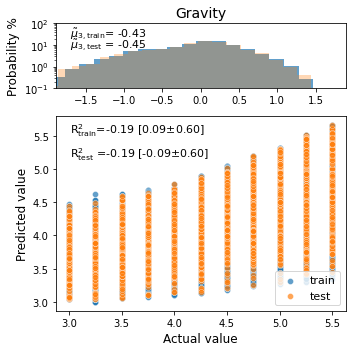 Gravity
Probability %
10²
10¹
10⁰
10⁻¹
μ̃₃,train= -0.43
μ̃₃,test = -0.45
−1.5 −1.0 −0.5 0.0 0.5 1.0 1.5
Predicted value
5.5
5.0
4.5
4.0
3.5
3.0
R²train=-0.19 [0.09±0.60]
R²test =-0.19 [-0.09±0.60]
train
test
3.0 3.5 4.0 4.5 5.0 5.5
Actual value